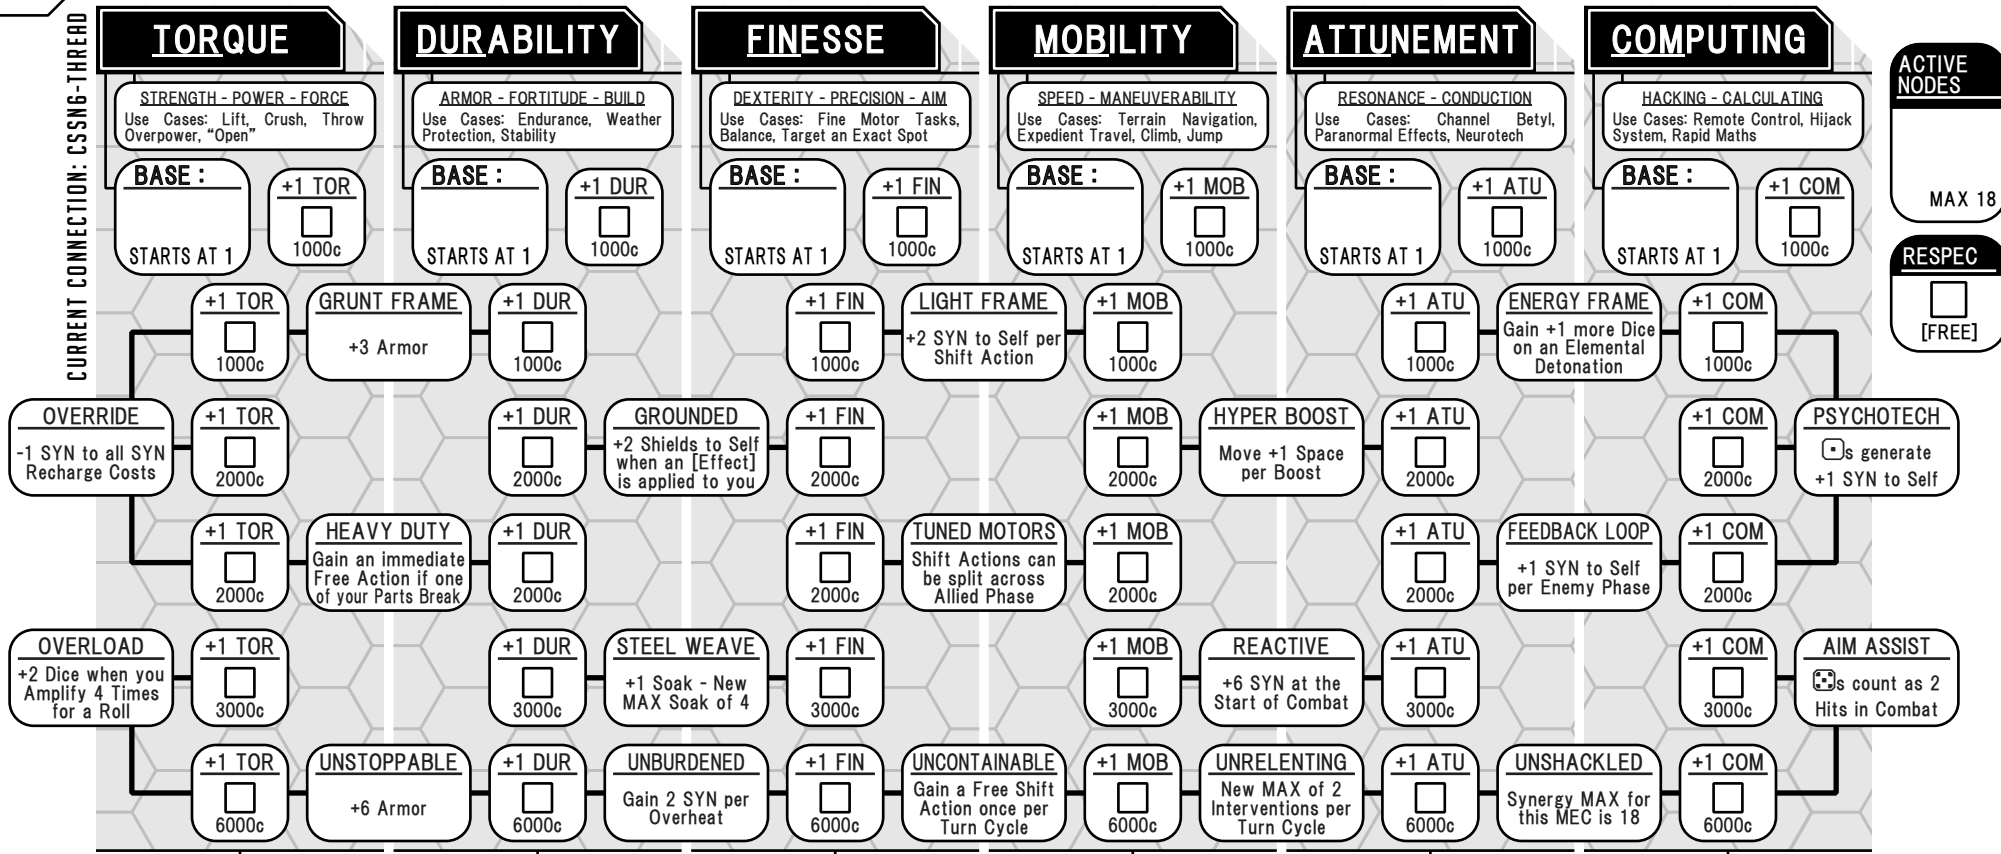 CURRENT CONNECTION: CSSN6-THREAD
TORQUE
STRENGTH - POWER - FORCE
Use Cases: Lift, Crush, Throw
Overpower, “Open”
BASE :
STARTS AT 1
+1 TOR
1000c
DURABILITY
ARMOR - FORTITUDE - BUILD
Use Cases: Endurance, Weather
Protection, Stability
BASE :
STARTS AT 1
+1 DUR
1000c
FINESSE
DEXTERITY - PRECISION - AIM
Use Cases: Fine Motor Tasks,
Balance, Target an Exact Spot
BASE :
STARTS AT 1
+1 FIN
1000c
MOBILITY
SPEED - MANEUVERABILITY
Use Cases: Terrain Navigation,
Expedient Travel, Climb, Jump
BASE :
STARTS AT 1
+1 MOB
1000c
ATTUNEMENT
RESONANCE - CONDUCTION
Use Cases: Channel Betyl,
Paranormal Effects, Neurotech
BASE :
STARTS AT 1
+1 ATU
1000c
COMPUTING
HACKING - CALCULATING
Use Cases: Remote Control, Hijack
System, Rapid Maths
BASE :
STARTS AT 1
+1 COM
1000c
ACTIVE
NODES
MAX 18
RESPEC
[FREE]
+1 TOR
1000c
GRUNT FRAME
+3 Armor
+1 DUR
1000c
+1 FIN
1000c
LIGHT FRAME
+2 SYN to Self per
Shift Action
+1 MOB
1000c
+1 ATU
1000c
ENERGY FRAME
Gain +1 more Dice
on an Elemental
Detonation
+1 COM
1000c
OVERRIDE
-1 SYN to all SYN
Recharge Costs
+1 TOR
2000c
+1 DUR
2000c
GROUNDED
+2 Shields to Self
when an [Effect]
is applied to you
+1 FIN
2000c
+1 MOB
2000c
HYPER BOOST
Move +1 Space
per Boost
+1 ATU
2000c
+1 COM
2000c
PSYCHOTECH
⚀s generate
+1 SYN to Self
+1 TOR
2000c
HEAVY DUTY
Gain an immediate
Free Action if one
of your Parts Break
+1 DUR
2000c
+1 FIN
2000c
TUNED MOTORS
Shift Actions can
be split across
Allied Phase
+1 MOB
2000c
+1 ATU
2000c
FEEDBACK LOOP
+1 SYN to Self
per Enemy Phase
+1 COM
2000c
OVERLOAD
+2 Dice when you
Amplify 4 Times
for a Roll
+1 TOR
3000c
+1 DUR
3000c
STEEL WEAVE
+1 Soak - New
MAX Soak of 4
+1 FIN
3000c
+1 MOB
3000c
REACTIVE
+6 SYN at the
Start of Combat
+1 ATU
3000c
+1 COM
3000c
AIM ASSIST
⚄s count as 2
Hits in Combat
+1 TOR
6000c
UNSTOPPABLE
+6 Armor
+1 DUR
6000c
UNBURDENED
Gain 2 SYN per
Overheat
+1 FIN
6000c
UNCONTAINABLE
Gain a Free Shift
Action once per
Turn Cycle
+1 MOB
6000c
UNRELENTING
New MAX of 2
Interventions per
Turn Cycle
+1 ATU
6000c
UNSHACKLED
Synergy MAX for
this MEC is 18
+1 COM
6000c